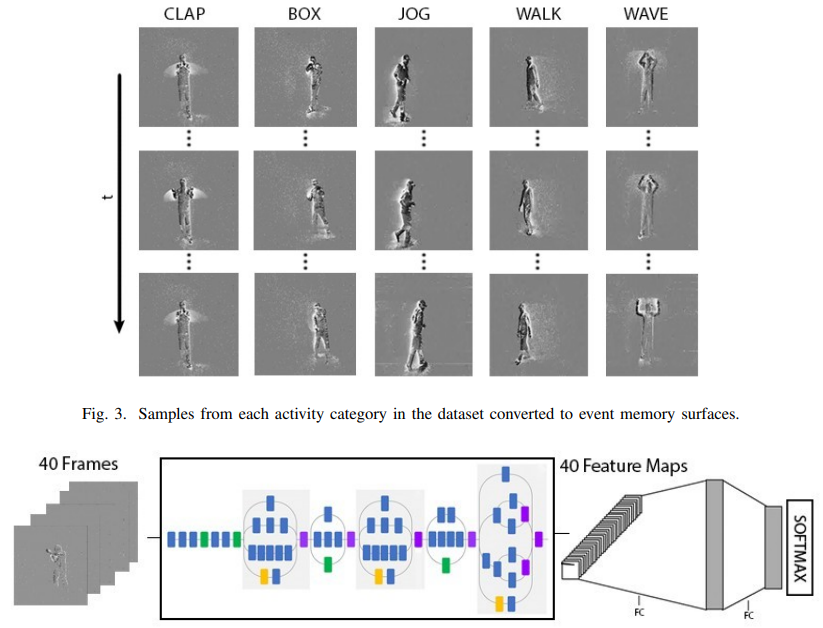 CLAP BOX JOG WALK WAVE
t
Fig. 3. Samples from each activity category in the dataset converted to event memory surfaces.
40 Frames
40 Feature Maps
SOFTMAX
FC
FC